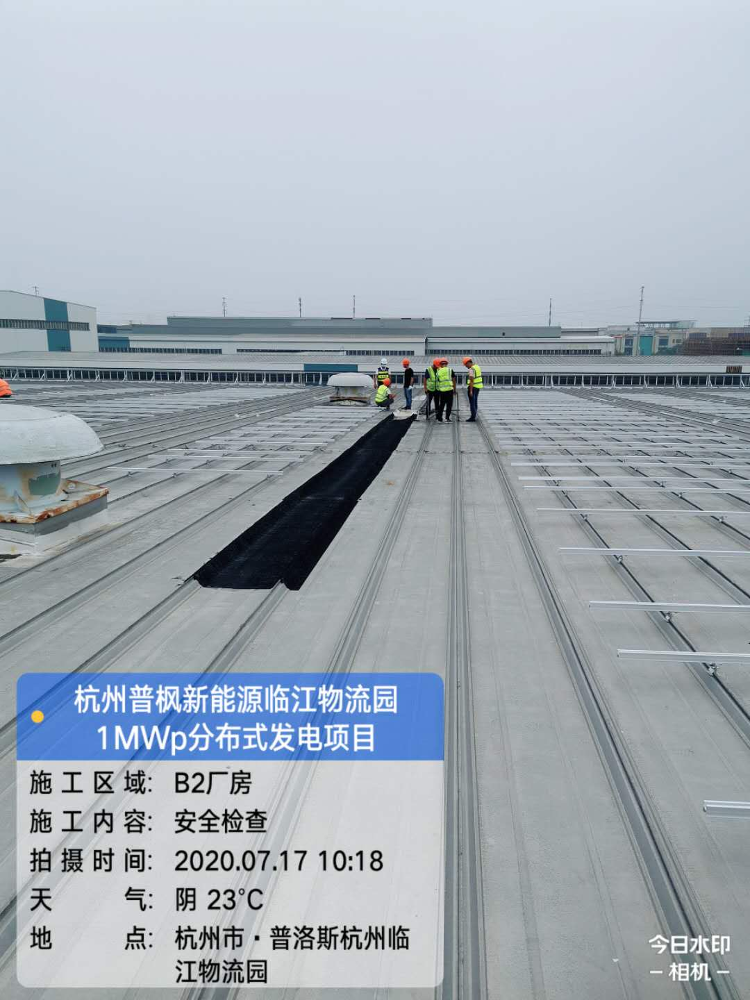 杭州普枫新能源临江物流园
1MWp分布式发电项目
施工区域: B2厂房
施工内容: 安全检查
拍摄时间: 2020.07.17 10:18
天气: 阴 23°C
地点: 杭州市·普洛斯杭州临
江物流园
今日水印
－相机－